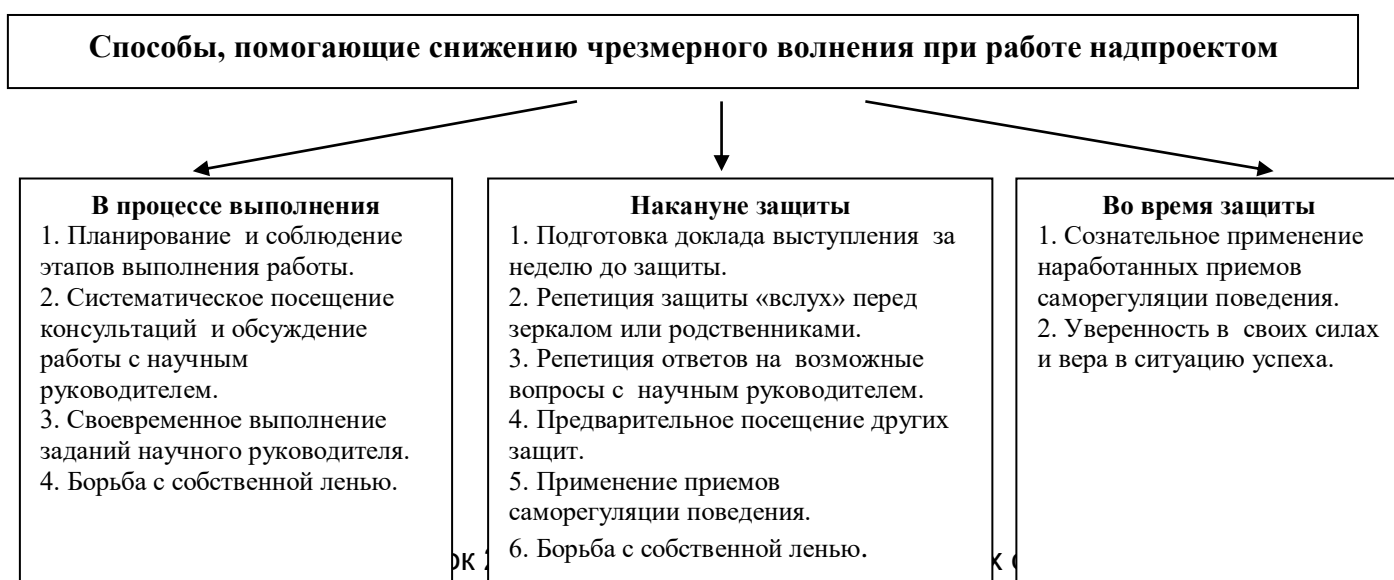 Способы, помогающие снижению чрезмерного волнения при работе надпроектом
В процессе выполнения
1. Планирование и соблюдение
этапов выполнения работы.
2. Систематическое посещение
консультаций и обсуждение
работы с научным
руководителем.
3. Своевременное выполнение
заданий научного руководителя.
4. Борьба с собственной ленью.
Накануне защиты
1. Подготовка доклада выступления за
неделю до защиты.
2. Репетиция защиты «вслух» перед
зеркалом или родственниками.
3. Репетиция ответов на возможные
вопросы с научным руководителем.
4. Предварительное посещение других
защит.
5. Применение приемов
саморегуляции поведения.
6. Борьба с собственной ленью.
Во время защиты
1. Сознательное применение
наработанных приемов
саморегуляции поведения.
2. Уверенность в своих силах
и вера в ситуацию успеха.